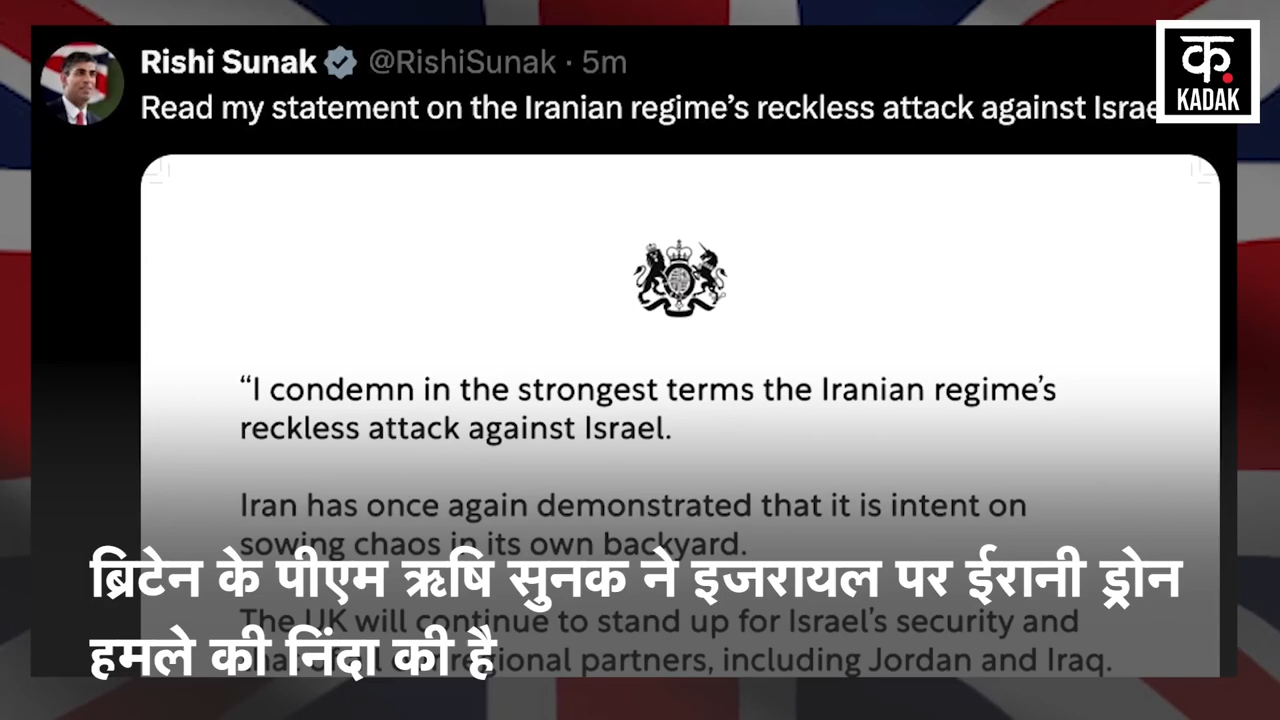 Rishi Sunak @RishiSunak · 5m
क.
KADAK
Read my statement on the Iranian regime's reckless attack against
“I condemn in the strongest terms the Iranian regime's
reckless attack against Israel.
Iran has once again demonstrated that it is intent on
sowing chaos in its own backyard.
ब्रिटेन के पीएम ऋषि सुनक ने इजरायल पर ईरानी ड्रोन
The UK will continue to stand up for Israel's security and
हमले की निंदा की है
regional partners, including Jordan and Iraq.